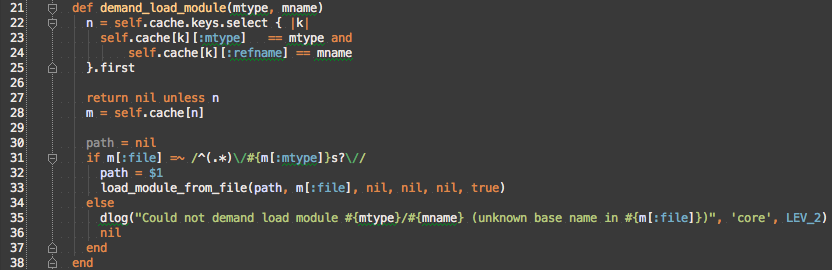 21 def demand_load_module(mtype, mname)
22   n = self.cache.keys.select { |k|
23     self.cache[k][:mtype]   == mtype and
24         self.cache[k][:refname] == mname
25   }.first
26
27   return nil unless n
28   m = self.cache[n]
29
30   path = nil
31   if m[:file] =~ /^(.*)\/#{m[:mtype]}s?\//
32     path = $1
33     load_module_from_file(path, m[:file], nil, nil, nil, true)
34   else
35     dlog("Could not demand load module #{mtype}/#{mname} (unknown base name in #{m[:file]})", 'core', LEV_2)
36     nil
37   end
38 end